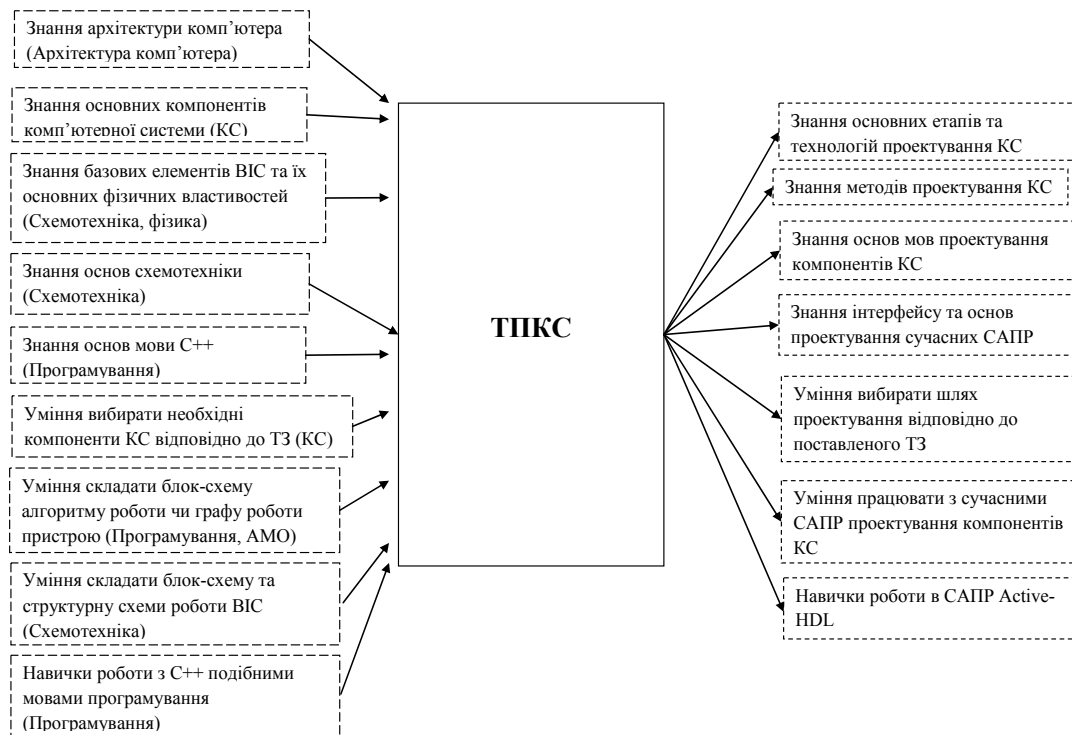 Знання архітектури комп’ютера
(Архітектура комп’ютера)
Знання основних компонентів
комп’ютерної системи (КС)
Знання базових елементів ВІС та їх
основних фізичних властивостей
(Схемотехніка, фізика)
Знання основ схемотехніки
(Схемотехніка)
Знання основ мови С++
(Програмування)
Уміння вибирати необхідні
компоненти КС відповідно до ТЗ (КС)
Уміння складати блок-схему
алгоритму роботи чи графу роботи
пристрою (Програмування, АМО)
Уміння складати блок-схему та
структурну схеми роботи ВІС
(Схемотехніка)
Навички роботи з С++ подібними
мовами програмування
(Програмування)
ТПКС
Знання основних етапів та
технологій проектування КС
Знання методів проектування КС
Знання основ мов проектування
компонентів КС
Знання інтерфейсу та основ
проектування сучасних САПР
Уміння вибирати шлях
проектування відповідно до
поставленого ТЗ
Уміння працювати з сучасними
САПР проектування компонентів
КС
Навички роботи в САПР Active-
HDL